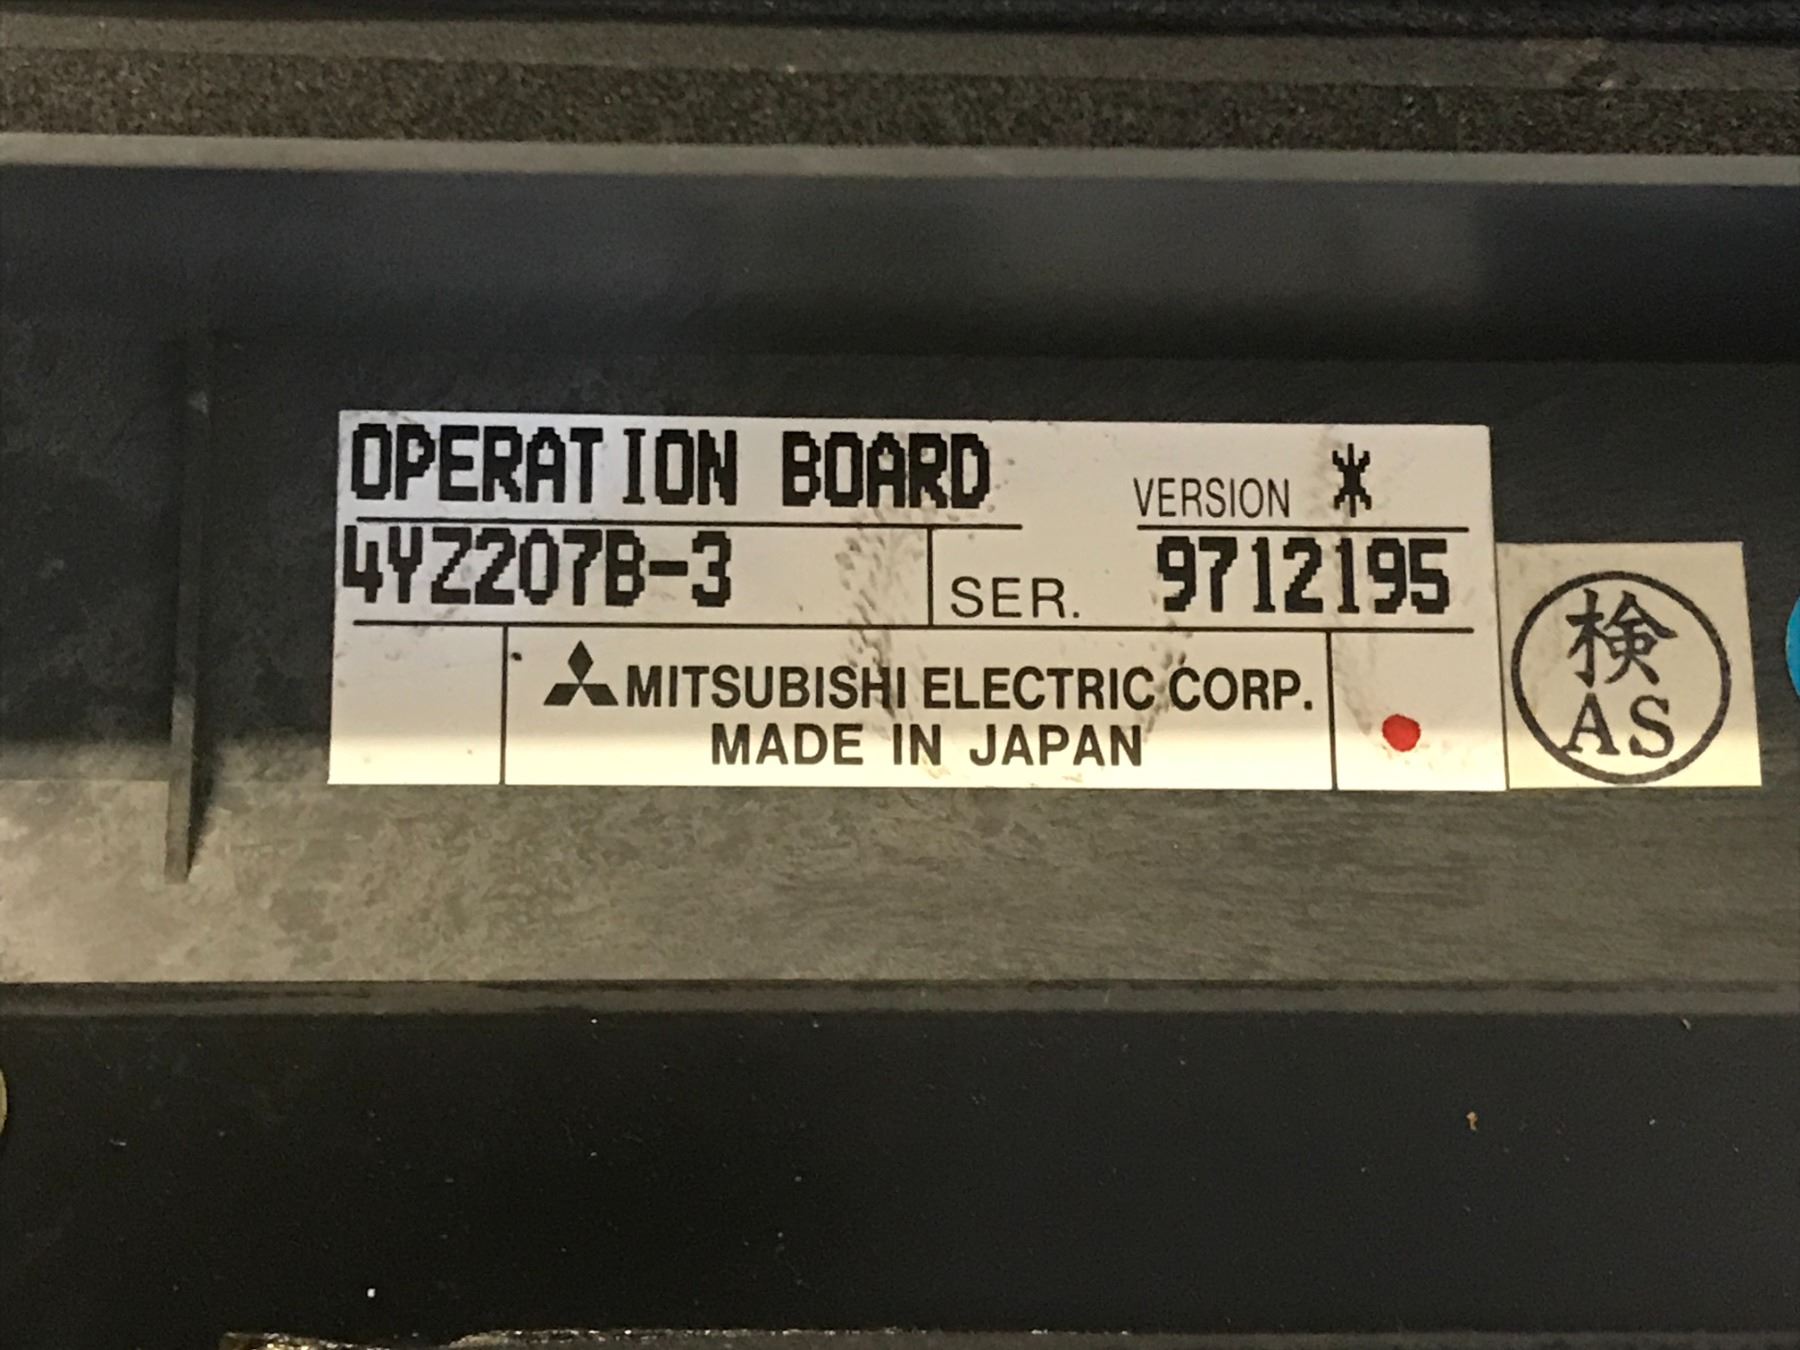 OPERATION BOARD
VERSION *
4YZ207B-3
SER. 9712195
MITSUBISHI ELECTRIC CORP.
MADE IN JAPAN
検
AS